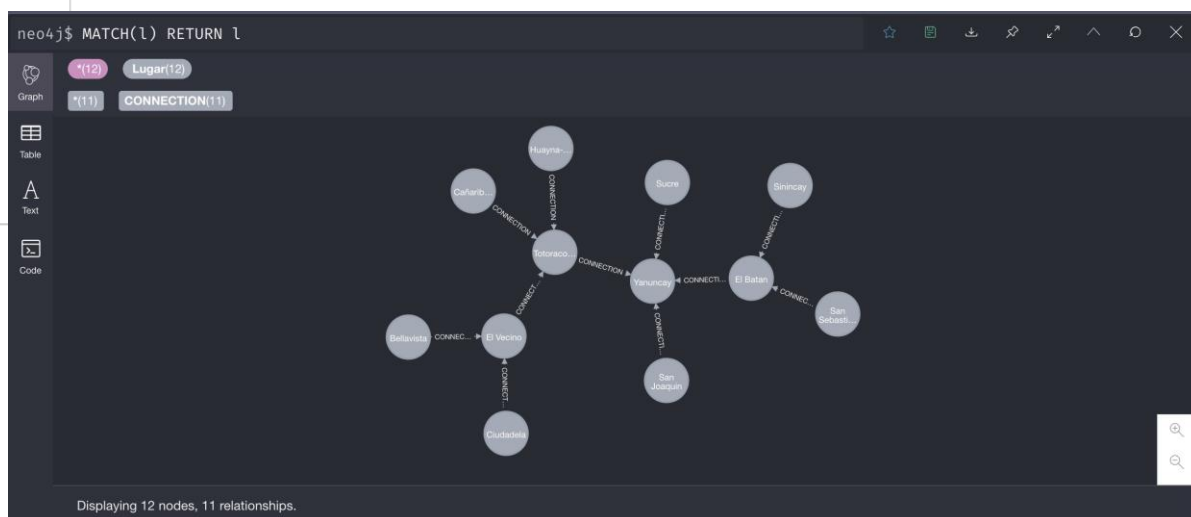 neo4j$ MATCH(l) RETURN l
*(12) Lugar(12)
Graph
*(11) CONNECTION(11)
Table
A
Text
Code
Huayna-...
Cañarib...
CONNECTION
CONNECTION
Sucre
Sinincay
CONNECTI...
CONNECTI...
Totoraco...
CONNECTION
Yanuncay
CONNECTI...
El Batan
CONNEC...
San
Sebasti...
CONNECT...
Bellavista
CONNEC...
El Vecino
CONNECTI...
CONNECT...
San
Joaquin
Ciudadela
Displaying 12 nodes, 11 relationships.